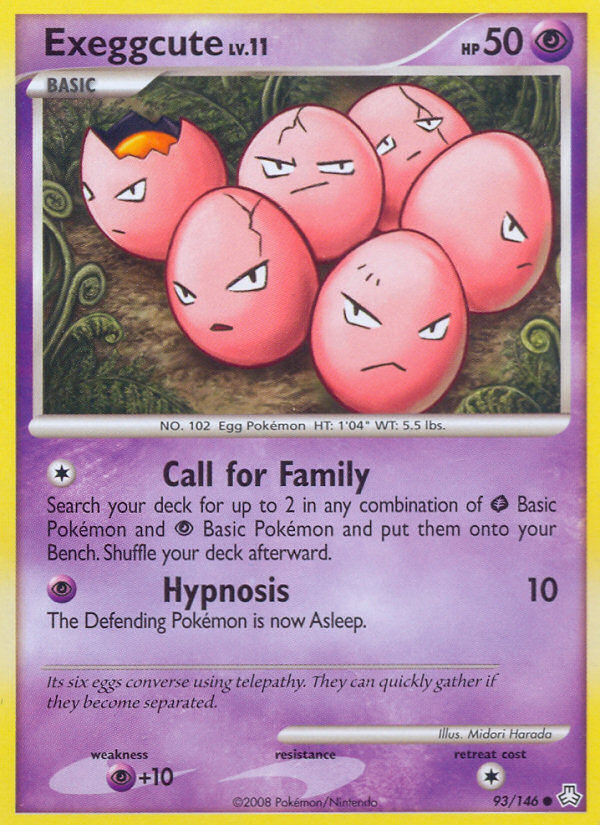 Exeggcute LV.11 HP 50
BASIC
NO. 102 Egg Pokémon HT: 1'04" WT: 5.5 lbs.
Call for Family
Search your deck for up to 2 in any combination of Basic
Pokémon and Basic Pokémon and put them onto your
Bench. Shuffle your deck afterward.
Hypnosis 10
The Defending Pokémon is now Asleep.
Its six eggs converse using telepathy. They can quickly gather if
they become separated.
Illus. Midori Harada
weakness resistance retreat cost
+10
©2008 Pokémon/Nintendo 93/146